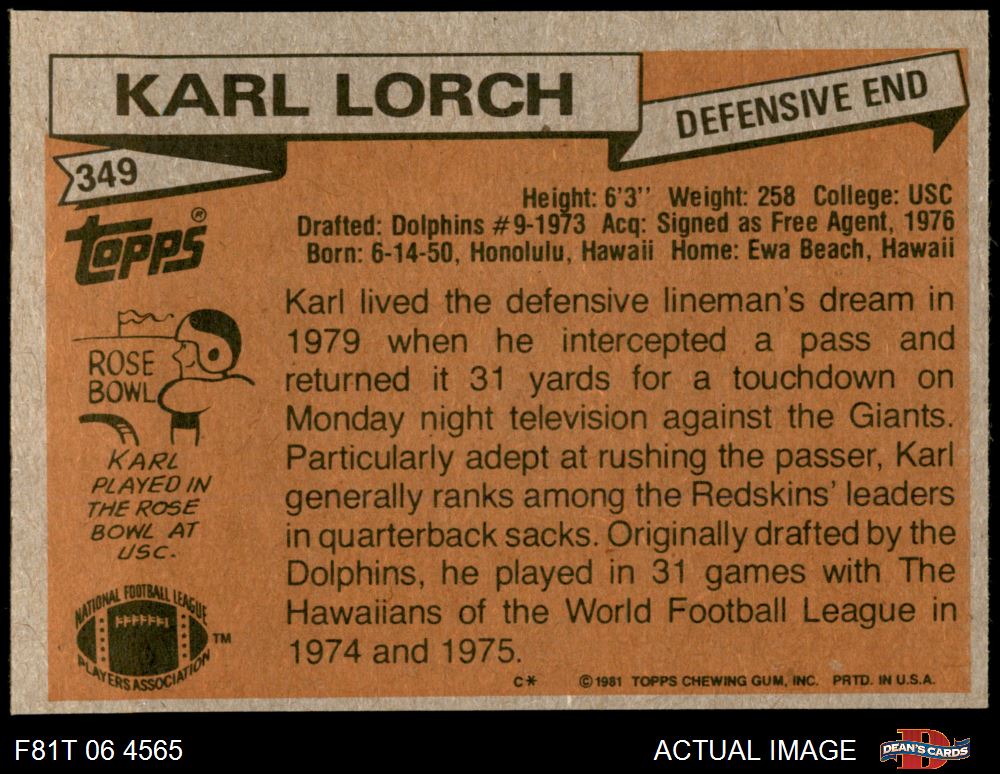 KARL LORCH
DEFENSIVE END
349
topps®
Height: 6'3'' Weight: 258 College: USC
Drafted: Dolphins #9-1973 Acq: Signed as Free Agent, 1976
Born: 6-14-50, Honolulu, Hawaii Home: Ewa Beach, Hawaii
Karl lived the defensive lineman's dream in
1979 when he intercepted a pass and
returned it 31 yards for a touchdown on
Monday night television against the Giants.
Particularly adept at rushing the passer, Karl
generally ranks among the Redskins' leaders
in quarterback sacks. Originally drafted by the
Dolphins, he played in 31 games with The
Hawaiians of the World Football League in
1974 and 1975.
ROSE
BOWL
KARL
PLAYED IN
THE ROSE
BOWL AT
USC.
NATIONAL FOOTBALL LEAGUE
PLAYERS ASSOCIATION
TM
C* ©1981 TOPPS CHEWING GUM, INC. PRTD. IN U.S.A.
F81T 06 4565
ACTUAL IMAGE
DEAN'S CARDS